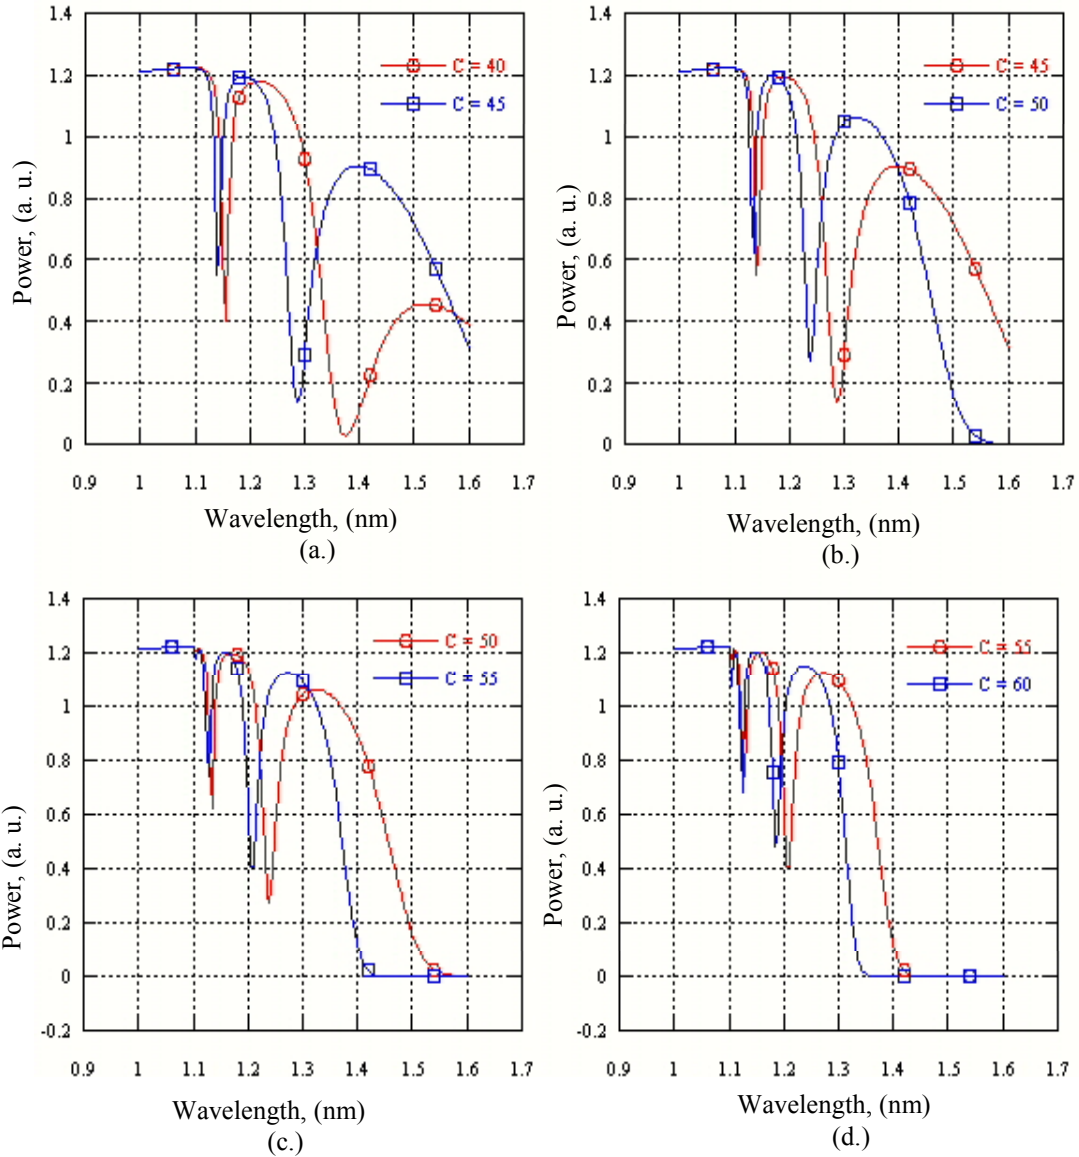 1.4
1.2
1
0.8
0.6
0.4
0.2
0
Power, (a. u.)
C = 40
C = 45
0.9 1 1.1 1.2 1.3 1.4 1.5 1.6 1.7
Wavelength, (nm)
(a.)
1.4
1.2
1
0.8
0.6
0.4
0.2
0
Power, (a. u.)
C = 45
C = 50
0.9 1 1.1 1.2 1.3 1.4 1.5 1.6 1.7
Wavelength, (nm)
(b.)
1.4
1.2
1
0.8
0.6
0.4
0.2
0
-0.2
Power, (a. u.)
C = 50
C = 55
0.9 1 1.1 1.2 1.3 1.4 1.5 1.6 1.7
Wavelength, (nm)
(c.)
1.4
1.2
1
0.8
0.6
0.4
0.2
0
-0.2
Power, (a. u.)
C = 55
C = 60
0.9 1 1.1 1.2 1.3 1.4 1.5 1.6 1.7
Wavelength, (nm)
(d.)